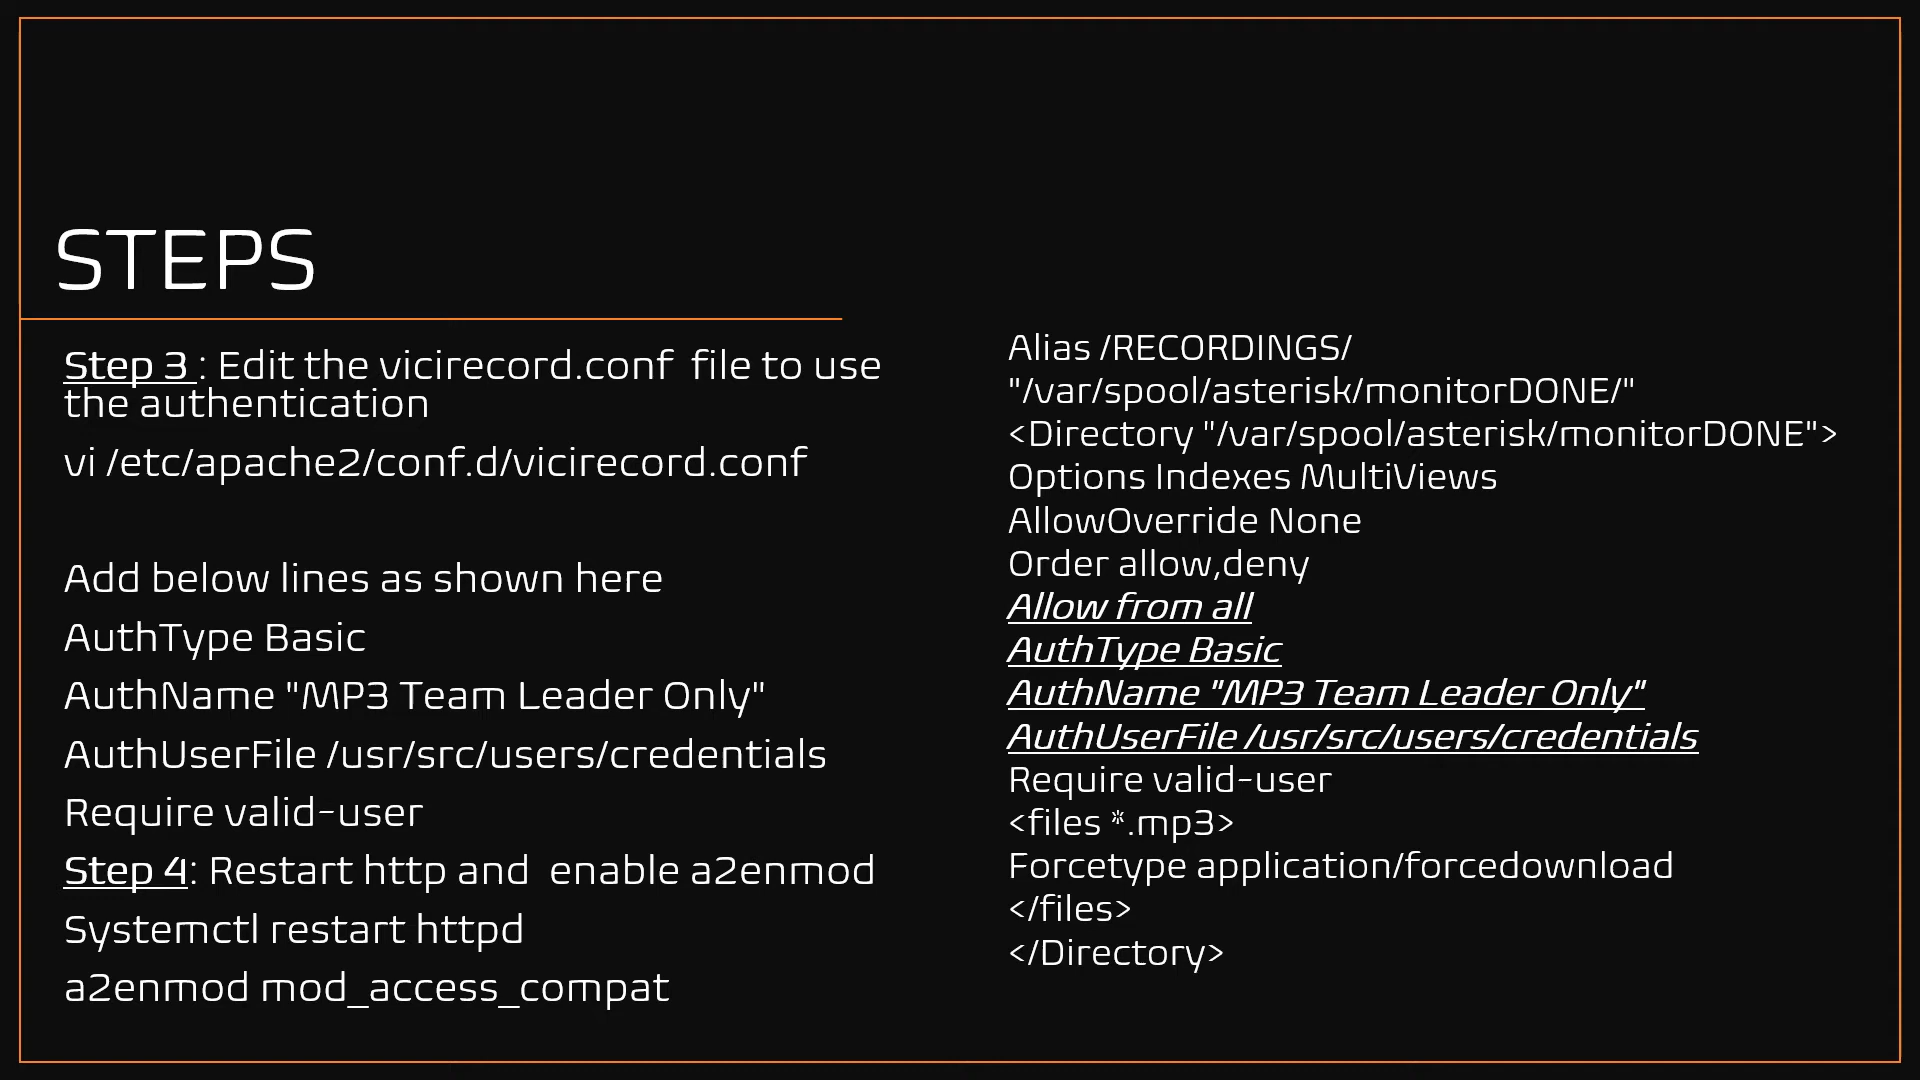 STEPS
Step 3 : Edit the vicirecord.conf  file to use
the authentication
vi /etc/apache2/conf.d/vicirecord.conf
Add below lines as shown here
AuthType Basic
AuthName "MP3 Team Leader Only"
AuthUserFile /usr/src/users/credentials
Require valid-user
Step 4: Restart http and  enable a2enmod
Systemctl restart httpd
a2enmod mod_access_compat
Alias /RECORDINGS/
"/var/spool/asterisk/monitorDONE/"
<Directory "/var/spool/asterisk/monitorDONE">
Options Indexes MultiViews
AllowOverride None
Order allow,deny
Allow from all
AuthType Basic
AuthName "MP3 Team Leader Only"
AuthUserFile /usr/src/users/credentials
Require valid-user
<files *.mp3>
Forcetype application/forcedownload
</files>
</Directory>